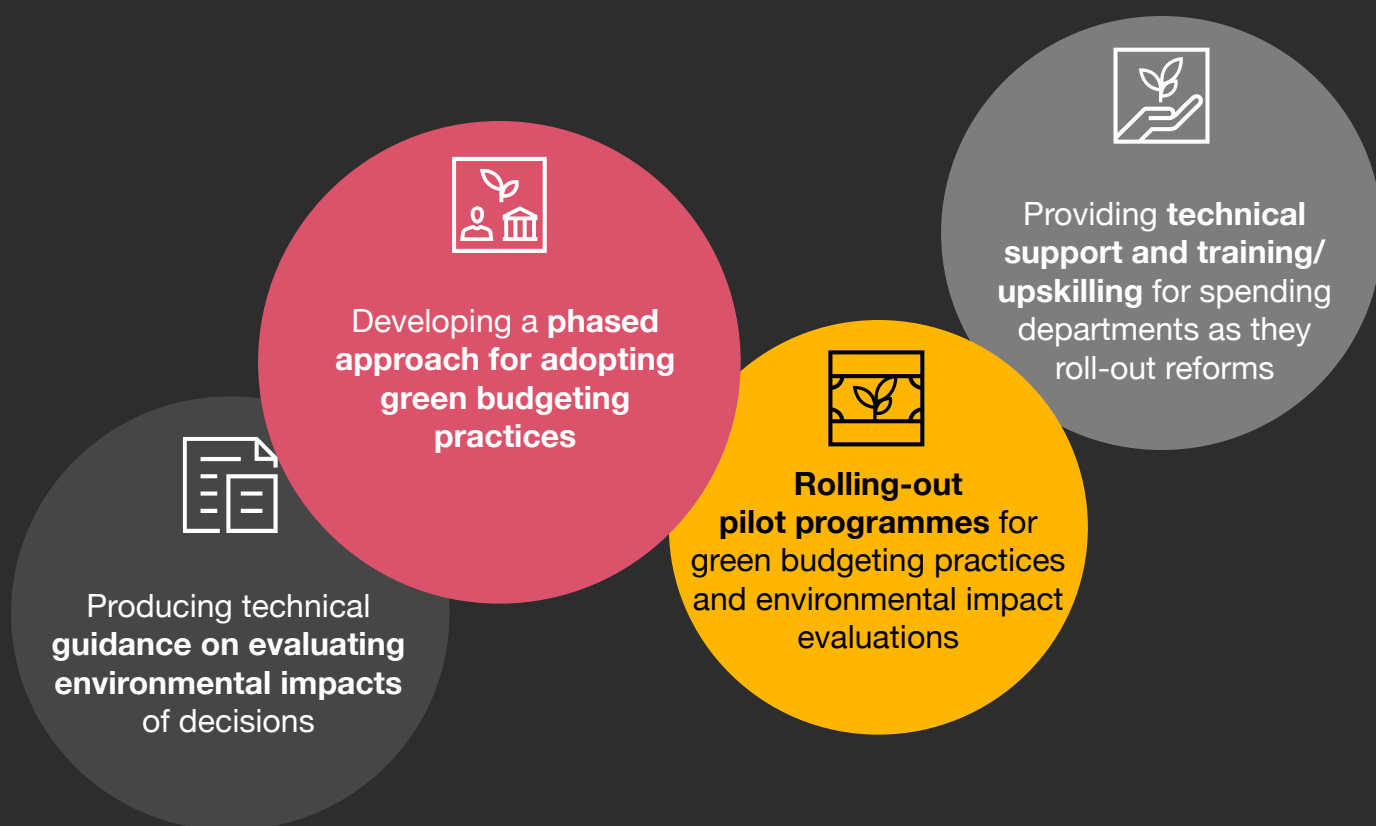 Producing technical
guidance on evaluating
environmental impacts
of decisions
Developing a phased
approach for adopting
green budgeting
practices
Rolling-out
pilot programmes for
green budgeting practices
and environmental impact
evaluations
Providing technical
support and training/
upskilling for spending
departments as they
roll-out reforms